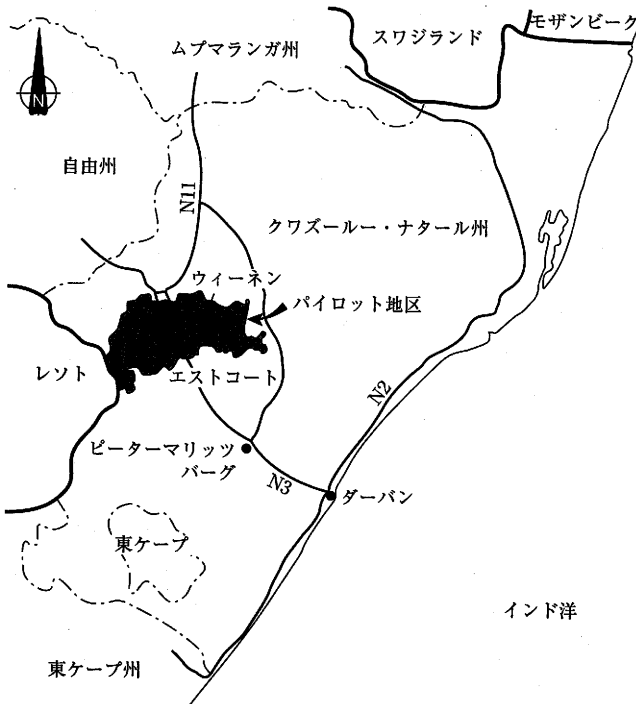 モザンビーク
スワジランド
ムプマランガ州
N
自由州
N11
クワズールー・ナタール州
ウィーネン
パイロット地区
レソト
エストコート
N2
ピーターマリッツ
バーグ
N3
ダーバン
東ケープ
インド洋
東ケープ州